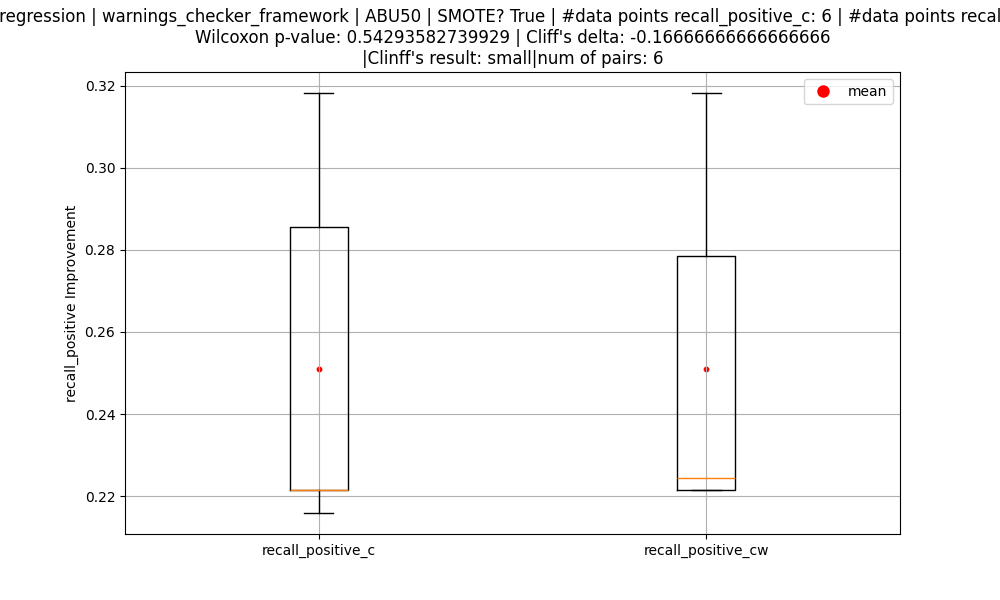 regression | warnings_checker_framework | ABU50 | SMOTE? True | #data points recall_positive_c: 6 | #data points recal
Wilcoxon p-value: 0.54293582739929 | Cliff's delta: -0.16666666666666666
|Clinff's result: small|num of pairs: 6
mean
recall_positive Improvement
0.32
0.30
0.28
0.26
0.24
0.22
recall_positive_c
recall_positive_cw